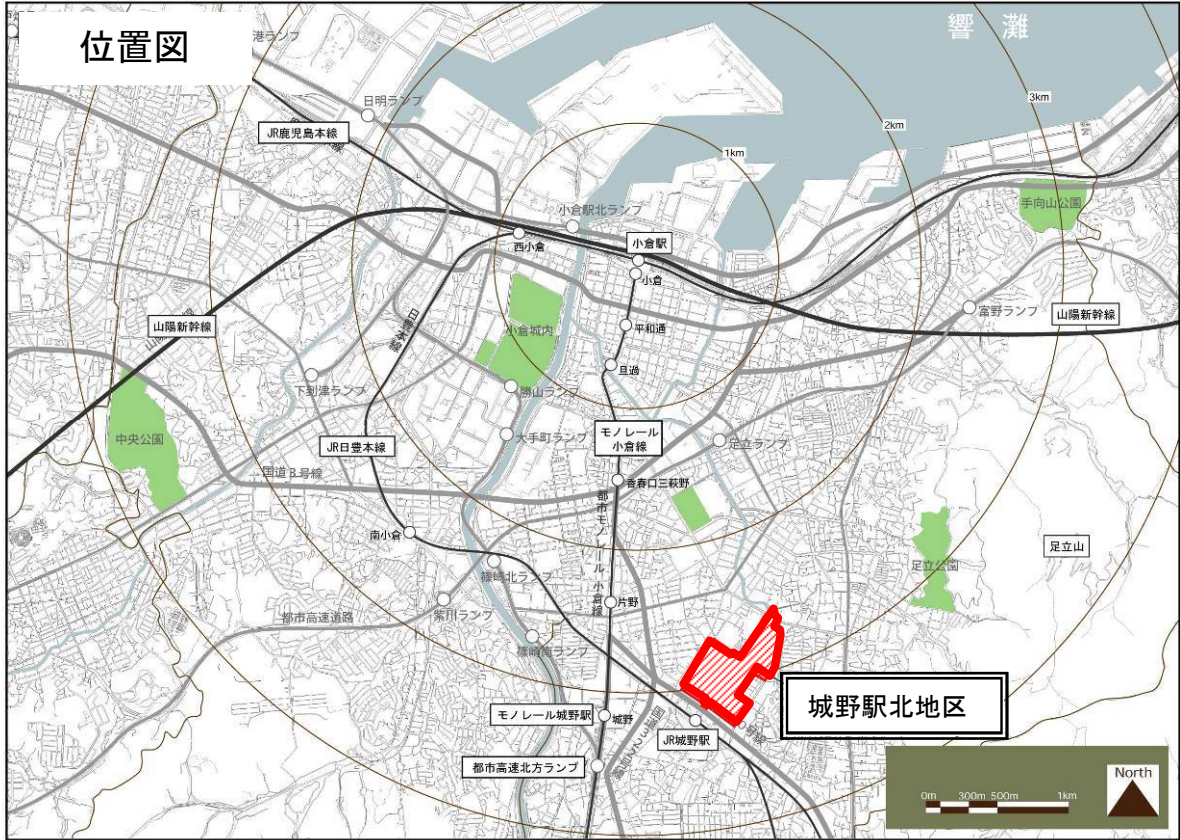 位置図
港ランプ
響灘
日明ランプ
3km
2km
JR鹿児島本線
1km
手向山公園
小倉駅北ランプ
西小倉
小倉駅
小倉
小倉城内
日豊本線
平和通
富野ランプ
山陽新幹線
山陽新幹線
山陽新幹線
旦過
下到津ランプ
勝山ランプ
中央公園
JR日豊本線
大手町ランプ
モノレール
小倉線
足立ランプ
国道3号線
香春口三萩野
都市モノレール小倉線
南小倉
足立山
篠崎北ランプ
足立公園
紫川ランプ
片野
都市高速道路
篠崎南ランプ
城野駅北地区
モノレール城野駅
城野
JR城野駅
号線
都市高速北方ランプ
North
0m 300m 500m 1km